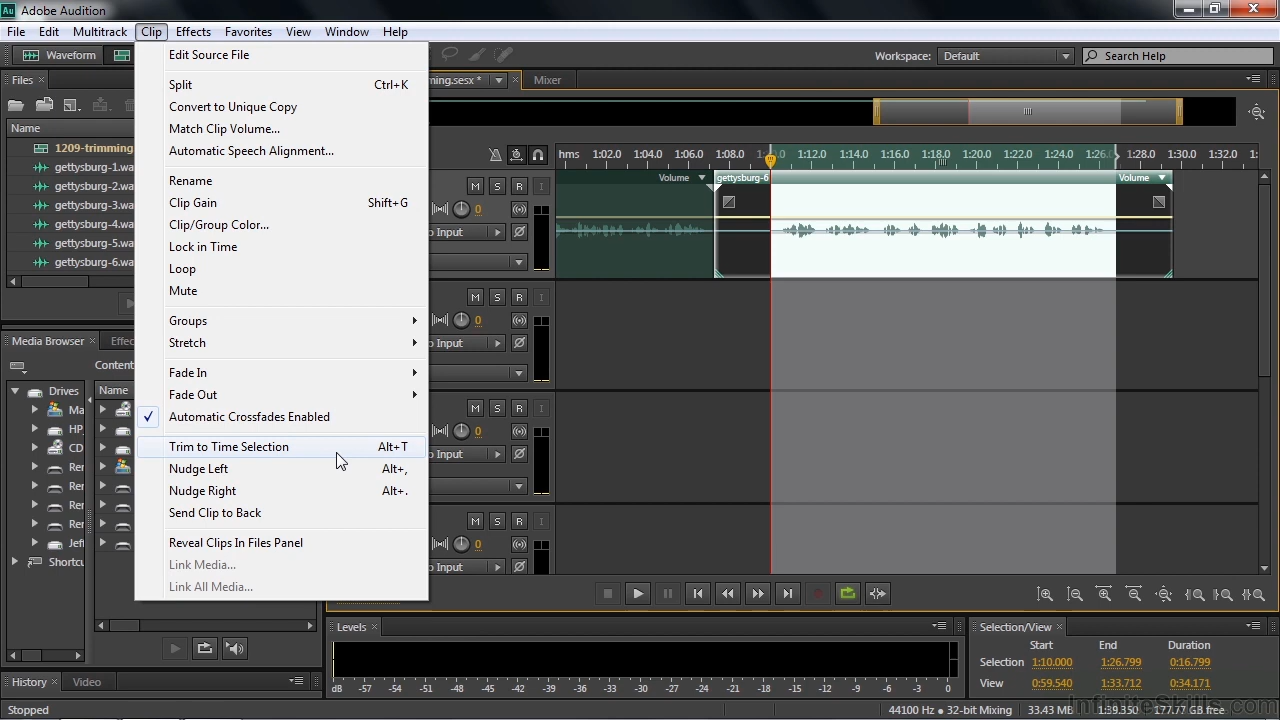 Au Adobe Audition
File Edit Multitrack Clip Effects Favorites View Window Help
Waveform
Workspace: Default Search Help
Files ming.sesx * Mixer
Name
1209-trimming.
gettysburg-1.wa
gettysburg-2.wa
gettysburg-3.wa
gettysburg-4.wa
gettysburg-5.wa
gettysburg-6.wa
Edit Source File
Split Ctrl+K
Convert to Unique Copy
Match Clip Volume...
Automatic Speech Alignment...
Rename
Clip Gain Shift+G
Clip/Group Color...
Lock in Time
Loop
Mute
Groups
Stretch
Fade In
Fade Out
✓ Automatic Crossfades Enabled
Trim to Time Selection Alt+T
Nudge Left Alt+,
Nudge Right Alt+.
Send Clip to Back
Reveal Clips In Files Panel
Link Media...
Link All Media...
hms 1:02.0 1:04.0 1:06.0 1:08.0 1:12.0 1:14.0 1:16.0 1:18.0 1:20.0 1:22.0 1:24.0 1:26.0 1:28.0 1:30.0 1:32.0
Volume gettysburg-6 Volume
M S R I
0
Input
M S R I
0
Input
M S R I
0
Input
M S R I
0
Input
Media Browser Effec
Conten
Drives Name
Ma
HP_
CD
Rer
Rer
Rer
Rer
Jeff
Shortcu
History Video
Levels
dB -57 -54 -51 -48 -45 -42 -39 -36 -33 -30 -27 -24 -21 -18 -15 -12 -9 -6 -3 0
Selection/View
Start End Duration
Selection 1:10.000 1:26.799 0:16.799
View 0:59.540 1:33.712 0:34.171
Stopped 44100 Hz ● 32-bit Mixing 33.43 MB 1:39.350 177.77 GB free
InfiniteSkills.com